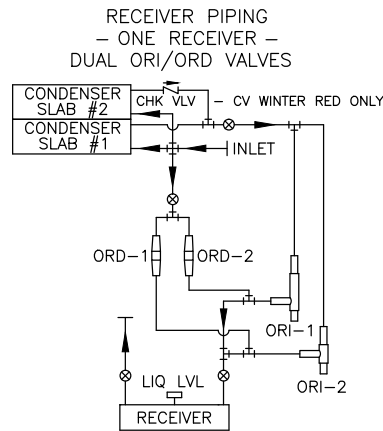 RECEIVER PIPING
– ONE RECEIVER –
DUAL ORI/ORD VALVES
CONDENSER
SLAB #2
CHK VLV – CV WINTER RED ONLY
CONDENSER
SLAB #1
INLET
ORD-1
ORD-2
ORI-1
ORI-2
LIQ LVL
RECEIVER